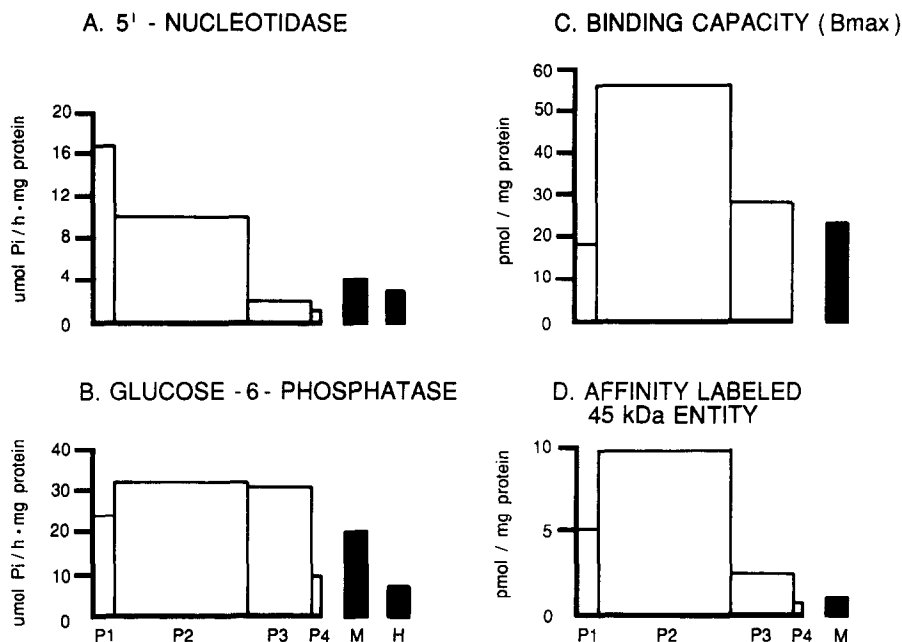 A. 5' - NUCLEOTIDASE
umol Pi / h · mg protein
20
16
12
8
4
0
C. BINDING CAPACITY ( Bmax )
pmol / mg protein
60
50
40
30
20
10
0
B. GLUCOSE - 6 - PHOSPHATASE
umol Pi / h · mg protein
40
30
20
10
0
P1 P2 P3 P4 M H
D. AFFINITY LABELED
45 kDa ENTITY
pmol / mg protein
10
5
0
P1 P2 P3 P4 M